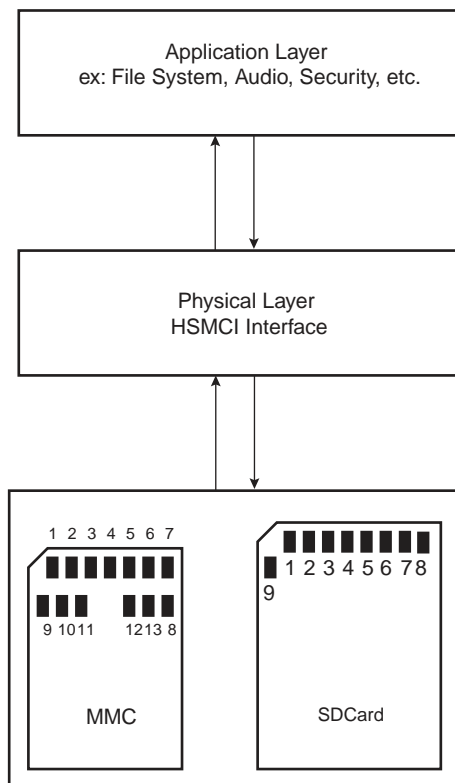 Application Layer
ex: File System, Audio, Security, etc.
Physical Layer
HSMCI Interface
1 2 3 4 5 6 7
9 10 11 12 13 8
MMC
1 2 3 4 5 6 7 8
9
SDCard